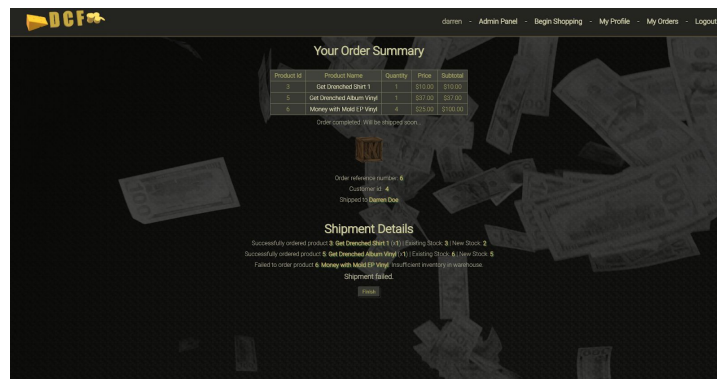 DCF
darren - Admin Panel - Begin Shopping - My Profile - My Orders - Logout
Your Order Summary
Product Id Product Name Quantity Price Subtotal
3 Get Drenched Shirt 1 1 $10.00 $10.00
5 Get Drenched Album Vinyl 1 $37.00 $37.00
6 Money with Mold EP Vinyl 4 $25.00 $100.00
Order completed. Will be shipped soon...
Order reference number: 6
Customer id: 4
Shipped to Darren Doe
Shipment Details
Successfully ordered product 3: Get Drenched Shirt 1 (x1) | Existing Stock: 3 | New Stock: 2
Successfully ordered product 5: Get Drenched Album Vinyl (x1) | Existing Stock: 6 | New Stock: 5
Failed to order product 6: Money with Mold EP Vinyl. Insufficient inventory in warehouse.
Shipment failed.
Finish